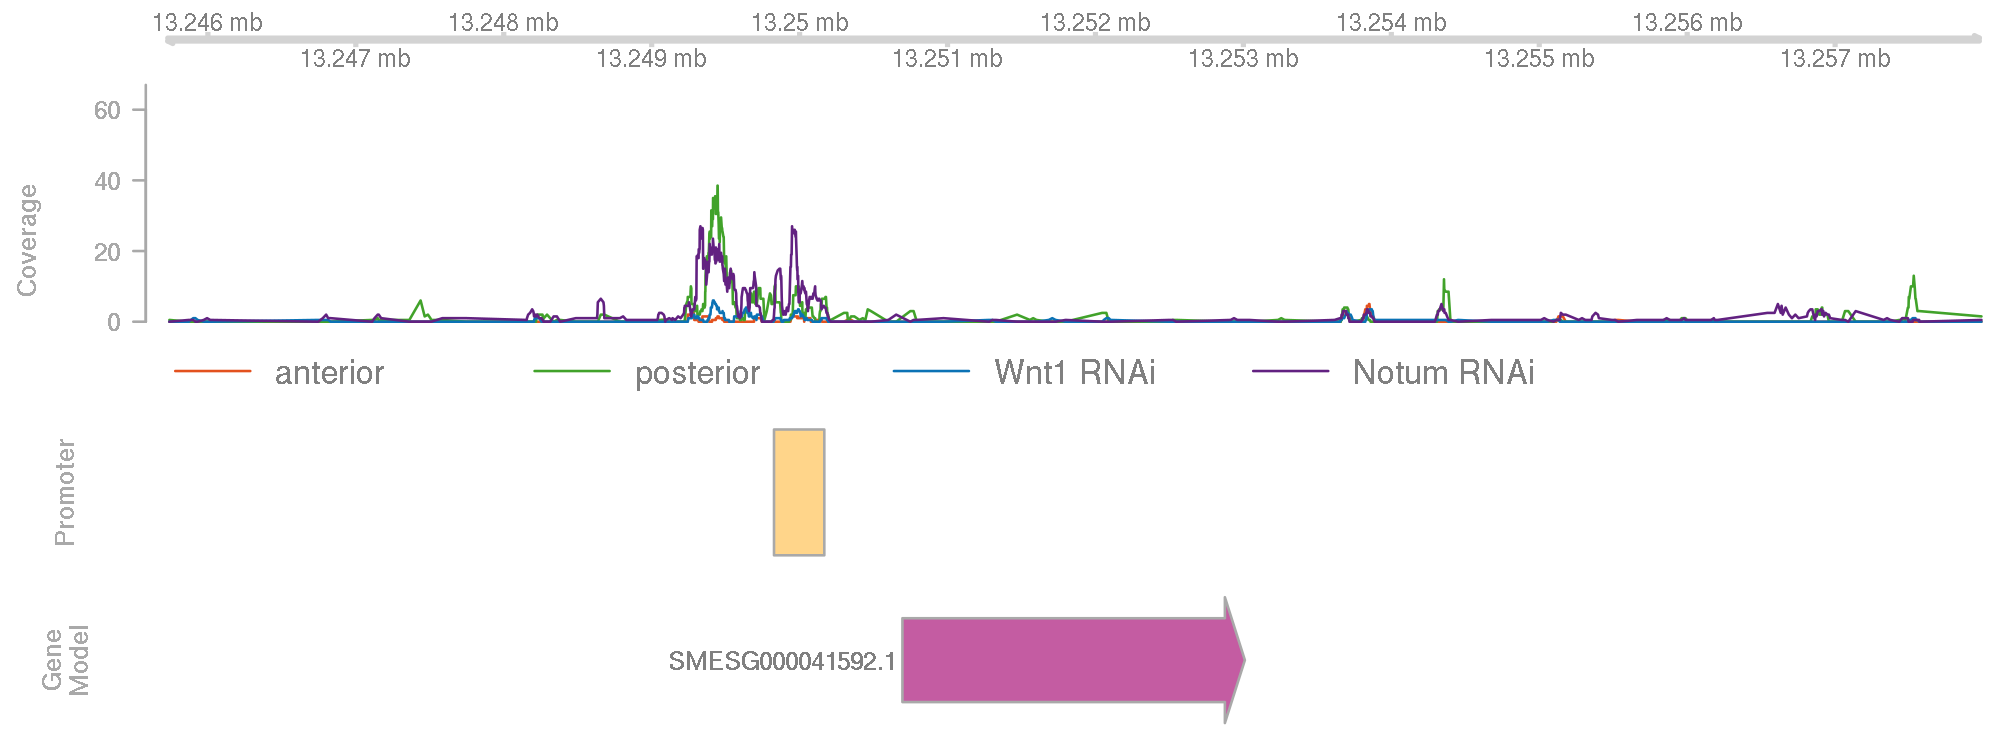 13.246 mb 13.248 mb 13.25 mb 13.252 mb 13.254 mb 13.256 mb
13.247 mb 13.249 mb 13.251 mb 13.253 mb 13.255 mb 13.257 mb
Coverage
60
40
20
0
anterior posterior Wnt1 RNAi Notum RNAi
Promoter
Gene
Model
SMESG000041592.1